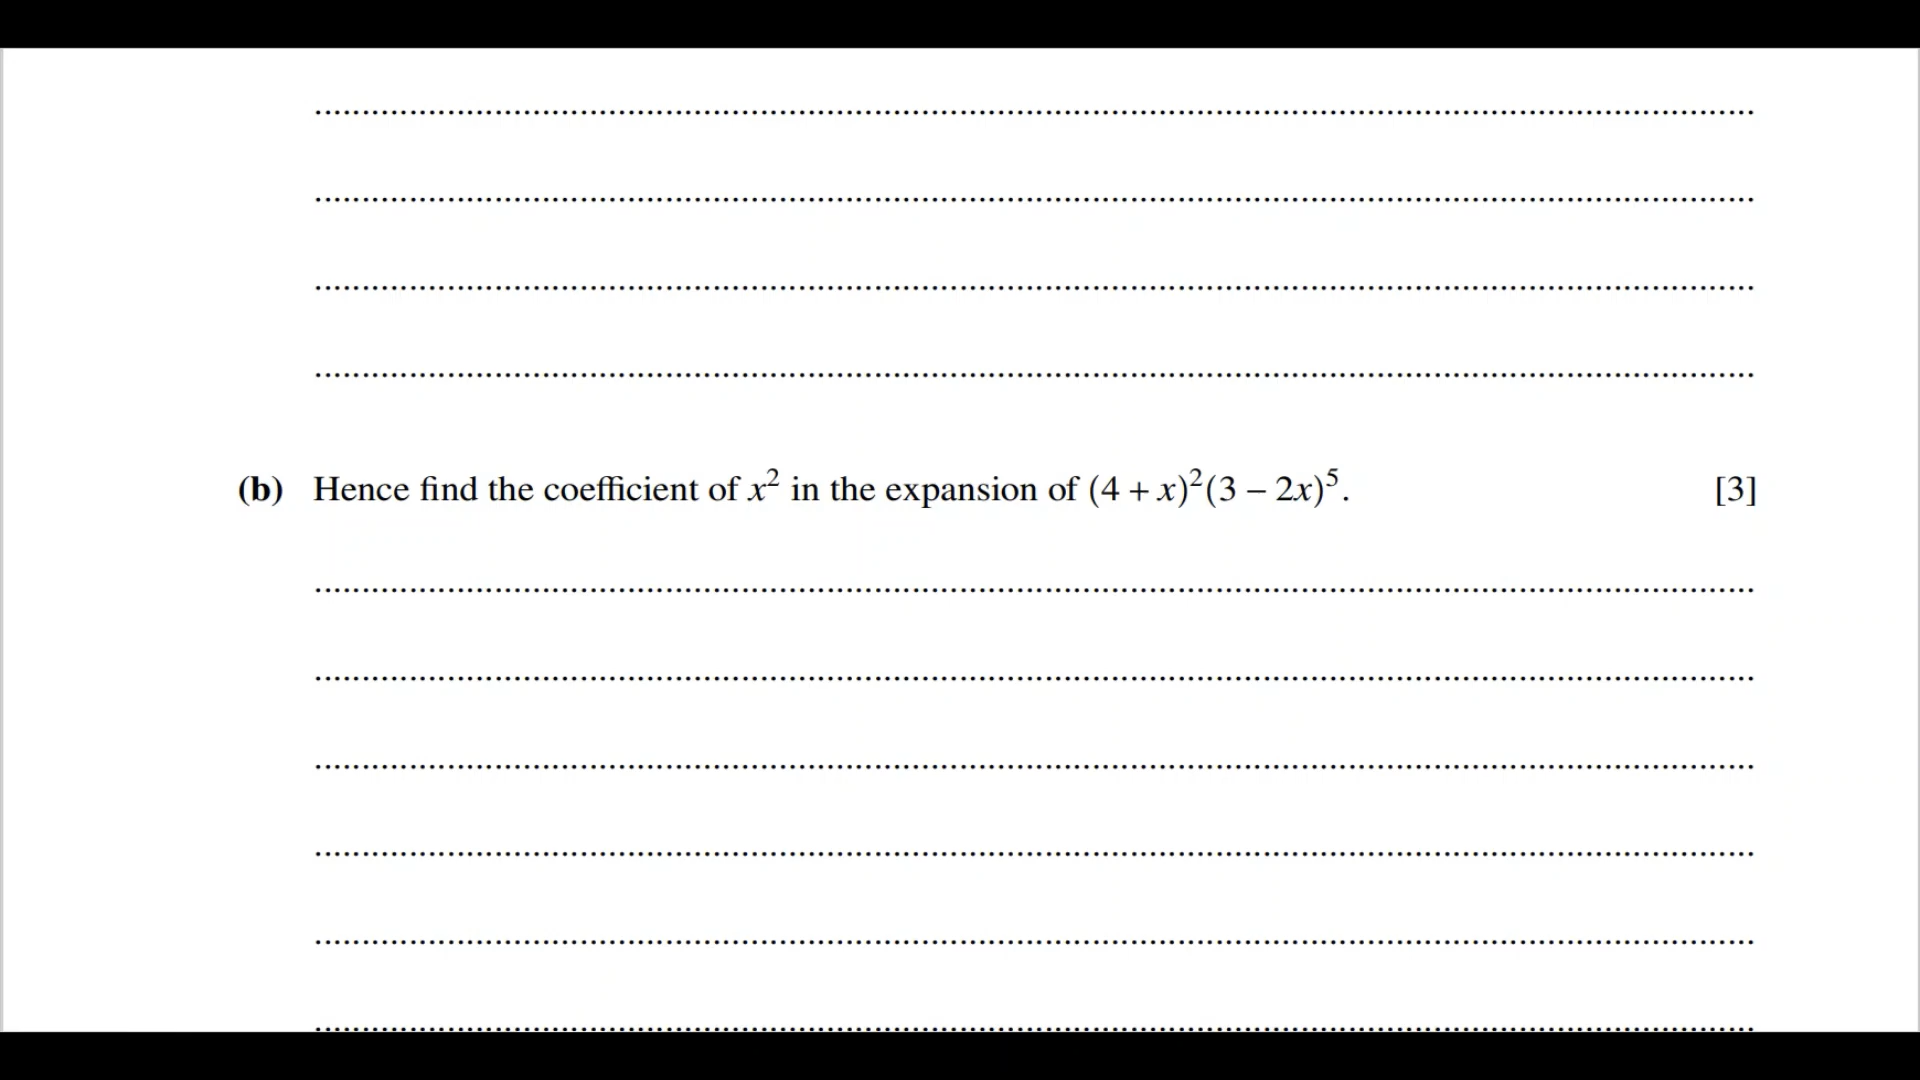 (b) Hence find the coefficient of x² in the expansion of (4 + x)²(3 − 2x)⁵. [3]